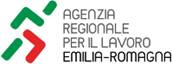 AGENZIA
REGIONALE
PER IL LAVORO
EMILIA-ROMAGNA